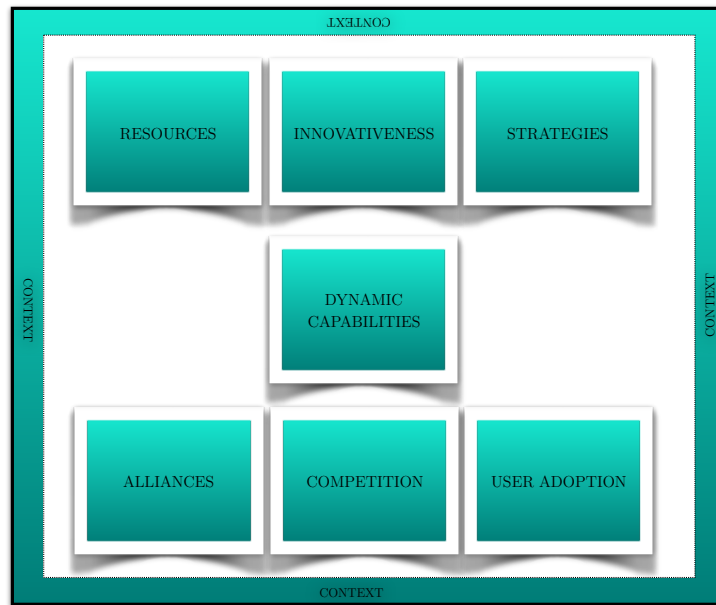 CONTEXT
RESOURCES
INNOVATIVENESS
STRATEGIES
CONTEXT
DYNAMIC
CAPABILITIES
CONTEXT
ALLIANCES
COMPETITION
USER ADOPTION
CONTEXT